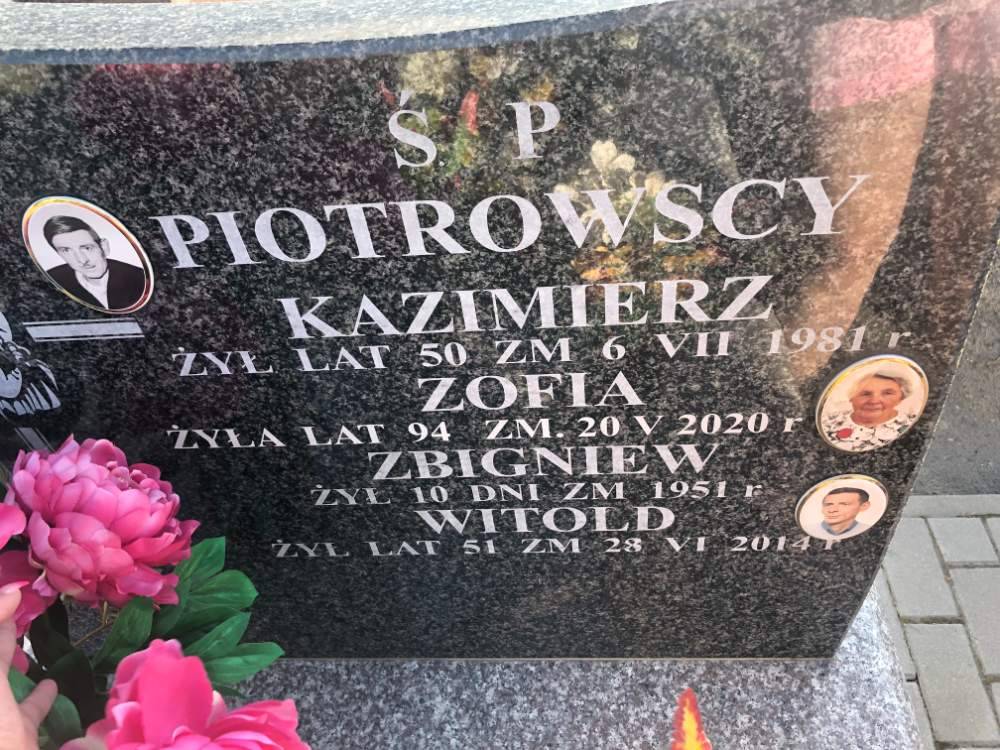 Ś. P
PIOTROWSCY
KAZIMIERZ
ŻYŁ LAT 50 ZM 6 VII 1981 r.
ZOFIA
ŻYŁA LAT 94 ZM. 20 V 2020 r
ZBIGNIEW
ŻYŁ 10 DNI ZM 1951 r
WITOLD
ŻYŁ LAT 51 ZM 28 VI 2014 r